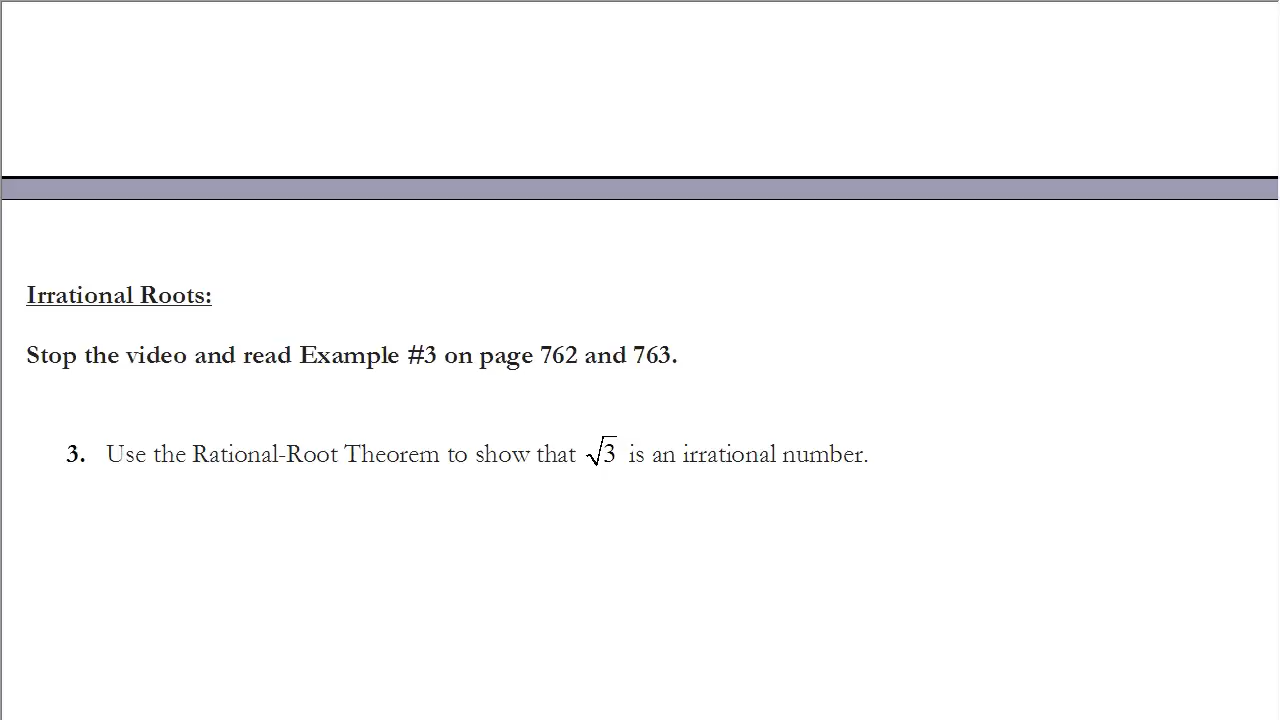 Irrational Roots:
Stop the video and read Example #3 on page 762 and 763.
3. Use the Rational-Root Theorem to show that √3 is an irrational number.